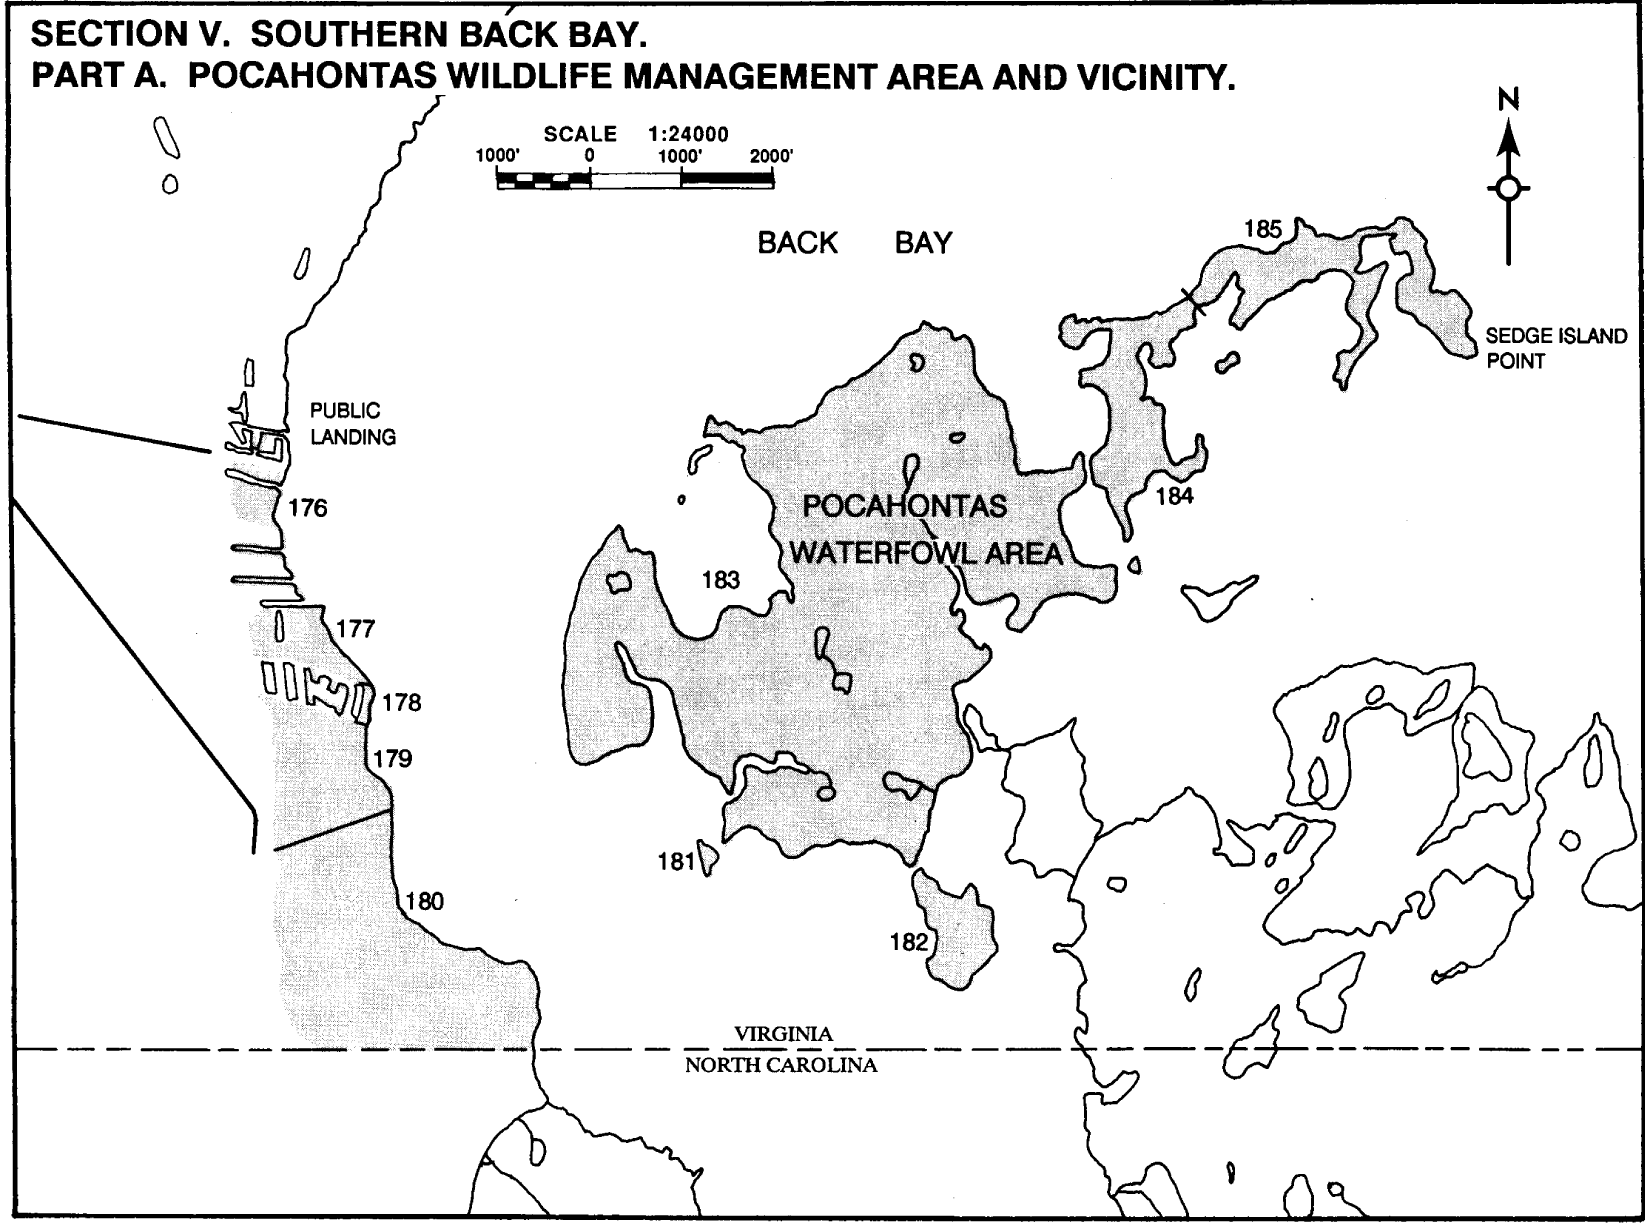 SECTION V. SOUTHERN BACK BAY.
PART A. POCAHONTAS WILDLIFE MANAGEMENT AREA AND VICINITY.
N
SCALE 1:24000
1000' 0 1000' 2000'
BACK BAY
185
SEDGE ISLAND
POINT
PUBLIC
LANDING
176
184
POCAHONTAS
WATERFOWL AREA
183
177
178
179
181
180
182
VIRGINIA
NORTH CAROLINA